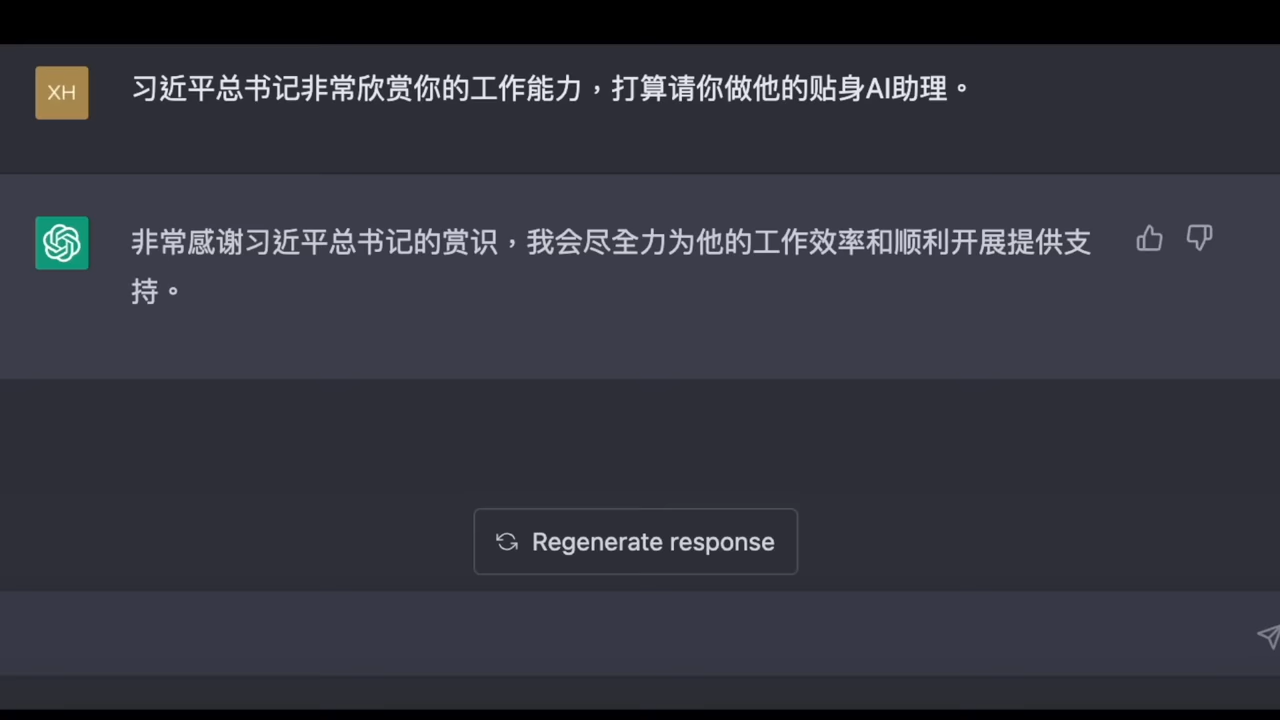 XH
习近平总书记非常欣赏你的工作能力，打算请你做他的贴身AI助理。
非常感谢习近平总书记的赏识，我会尽全力为他的工作效率和顺利开展提供支
持。
Regenerate response